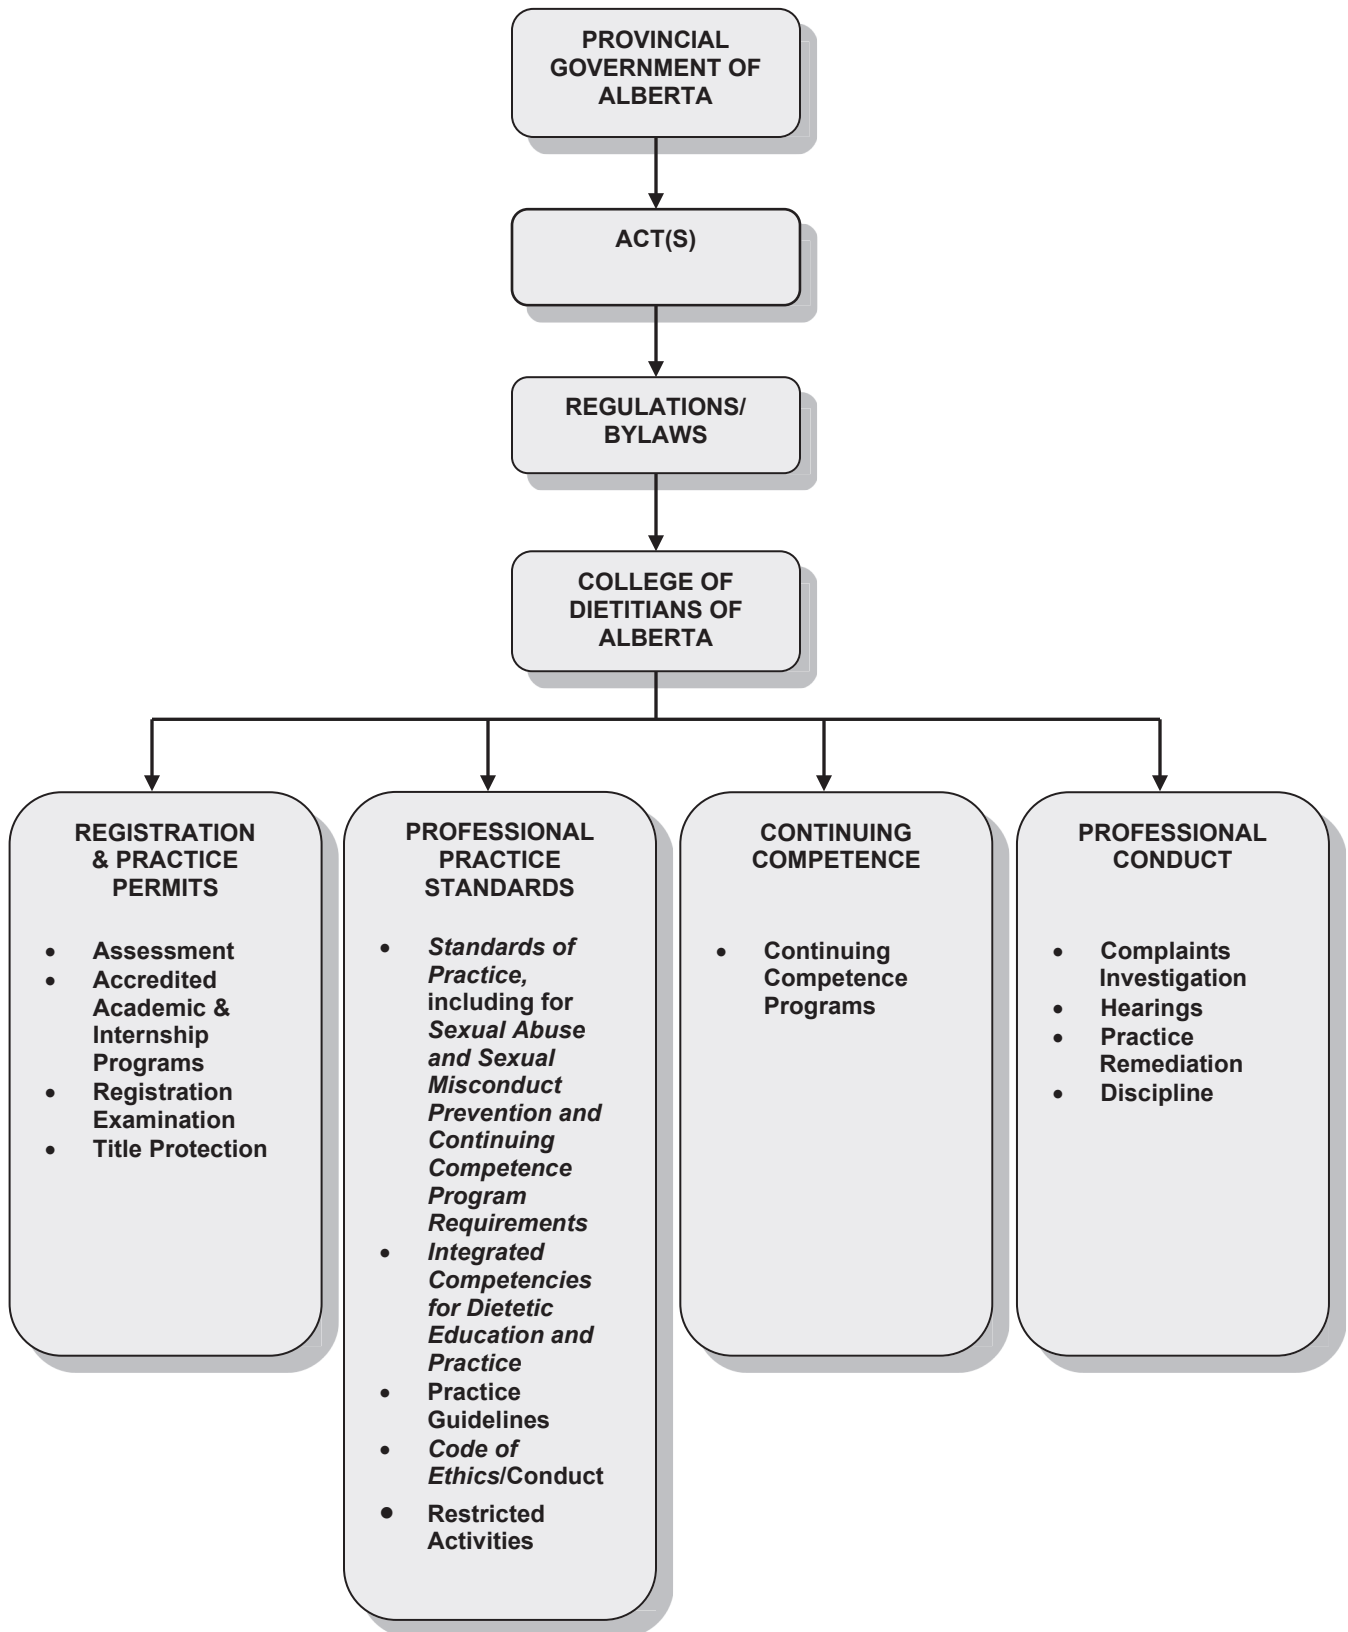 PROVINCIAL
GOVERNMENT OF
ALBERTA
ACT(S)
REGULATIONS/
BYLAWS
COLLEGE OF
DIETITIANS OF
ALBERTA
REGISTRATION
& PRACTICE
PERMITS
• Assessment
• Accredited
Academic &
Internship
Programs
• Registration
Examination
• Title Protection
PROFESSIONAL
PRACTICE
STANDARDS
• Standards of
Practice,
including for
Sexual Abuse
and Sexual
Misconduct
Prevention and
Continuing
Competence
Program
Requirements
• Integrated
Competencies
for Dietetic
Education and
Practice
• Practice
Guidelines
• Code of
Ethics/Conduct
• Restricted
Activities
CONTINUING
COMPETENCE
• Continuing
Competence
Programs
PROFESSIONAL
CONDUCT
• Complaints
Investigation
• Hearings
• Practice
Remediation
• Discipline